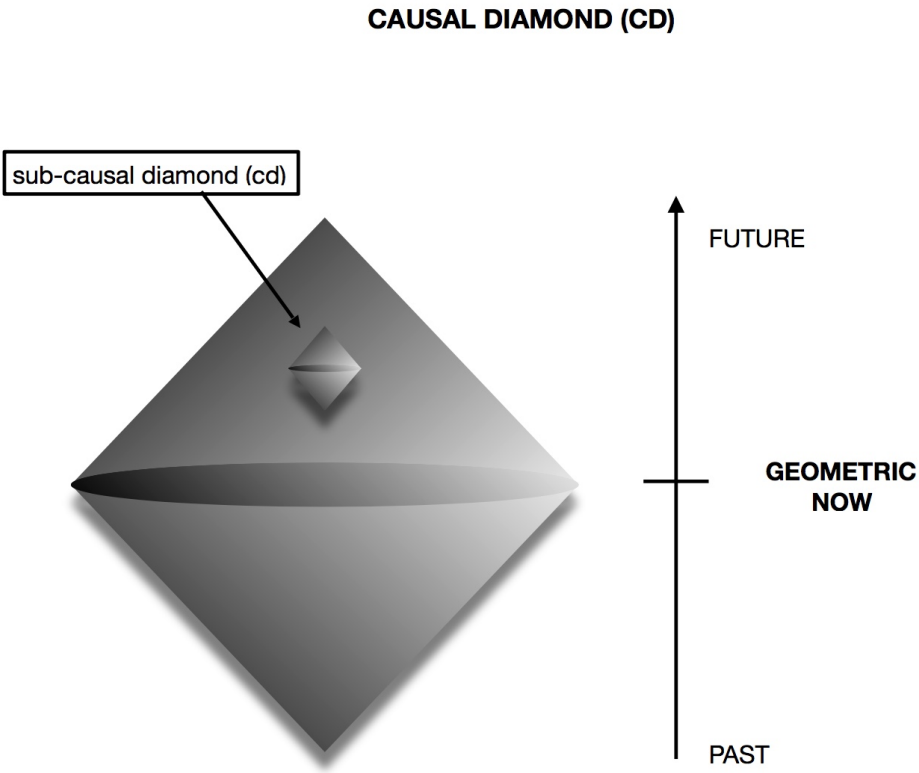 CAUSAL DIAMOND (CD)
sub-causal diamond (cd)
FUTURE
GEOMETRIC
NOW
PAST